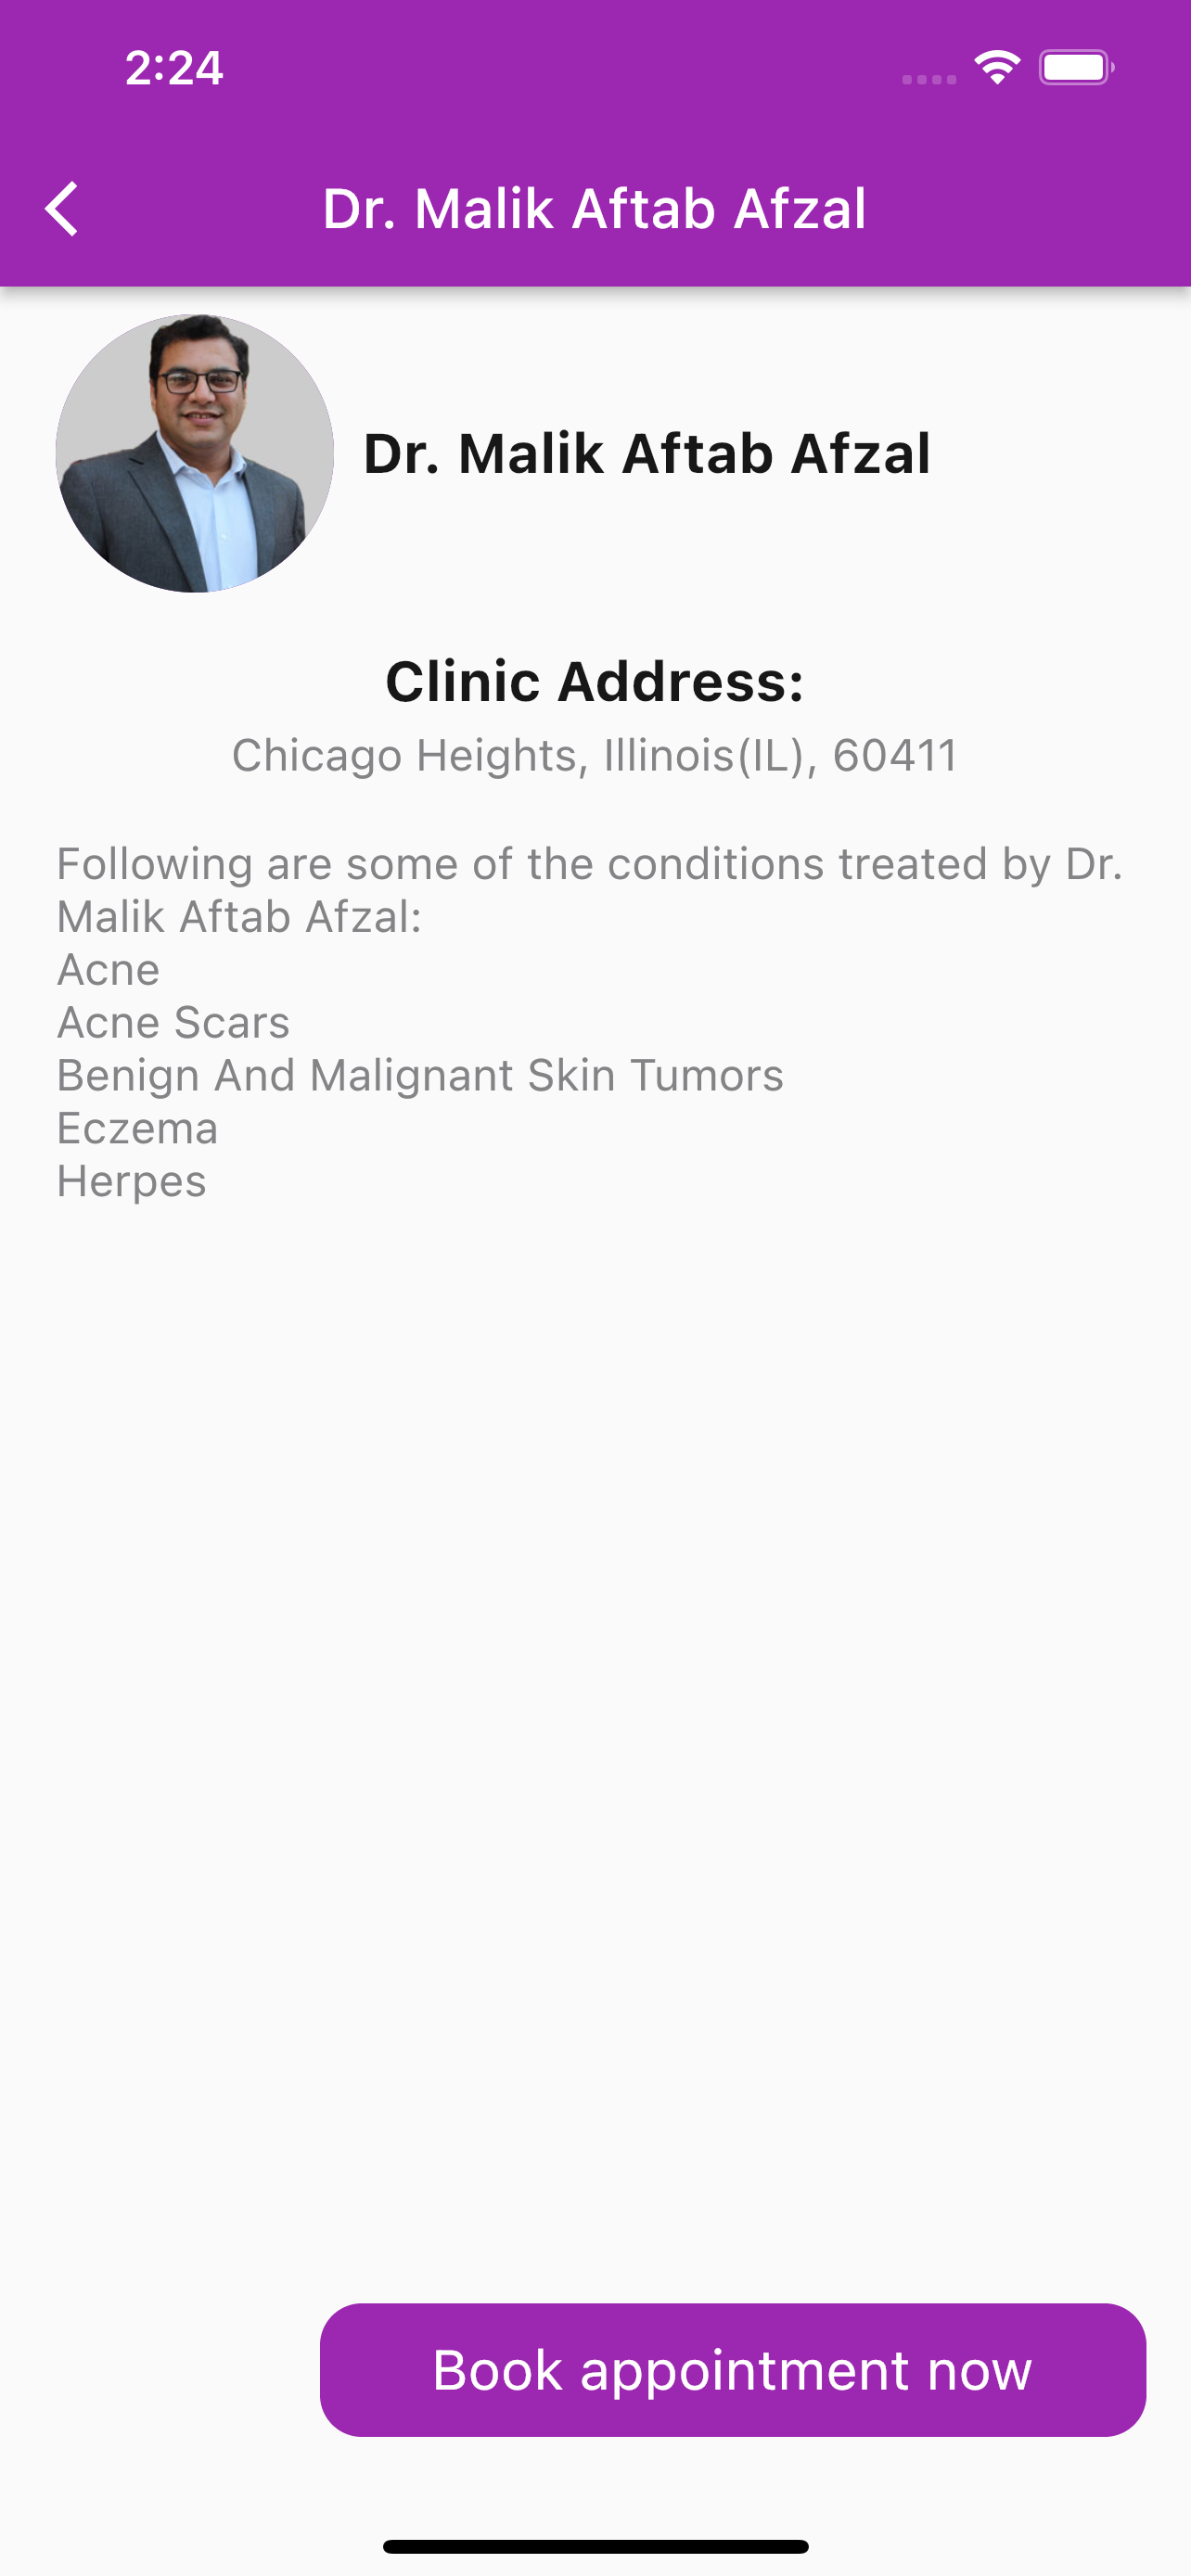 2:24
Dr. Malik Aftab Afzal
Dr. Malik Aftab Afzal
Clinic Address:
Chicago Heights, Illinois(IL), 60411
Following are some of the conditions treated by Dr.
Malik Aftab Afzal:
Acne
Acne Scars
Benign And Malignant Skin Tumors
Eczema
Herpes
Book appointment now